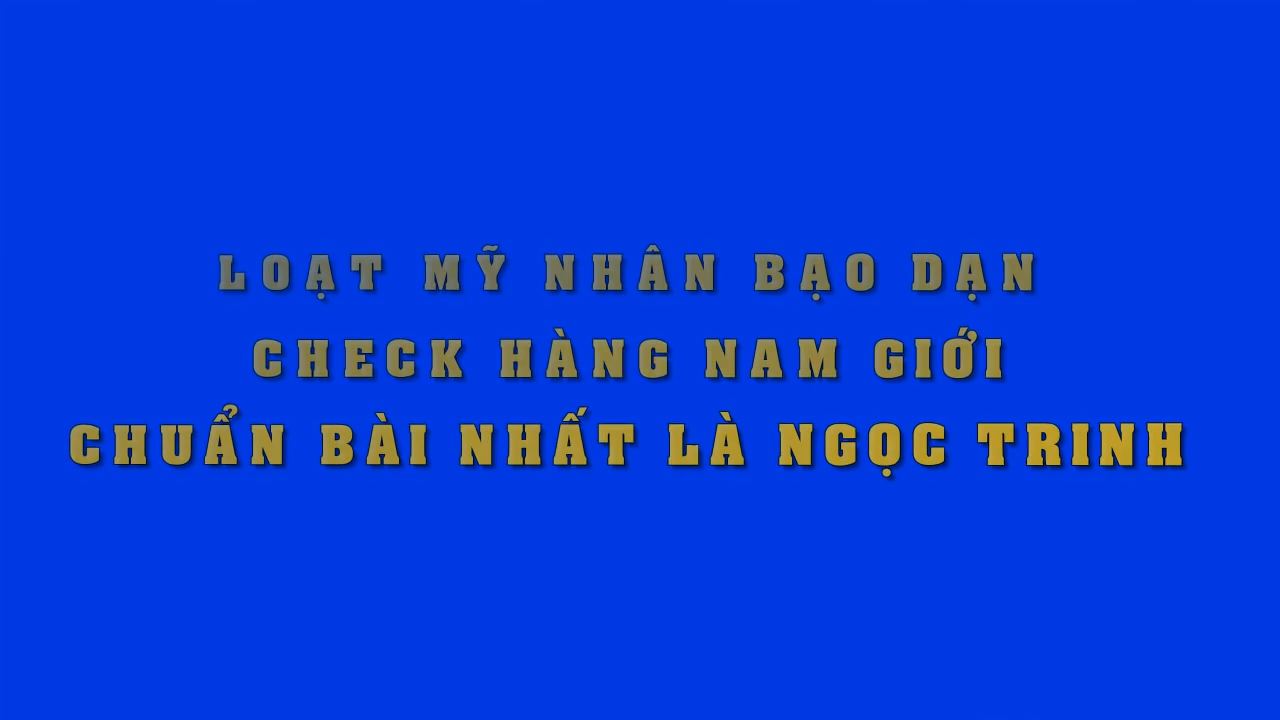 LOẠT MỸ NHÂN BẠO DẠN
CHECK HÀNG NAM GIỚI
CHUẨN BÀI NHẤT LÀ NGỌC TRINH